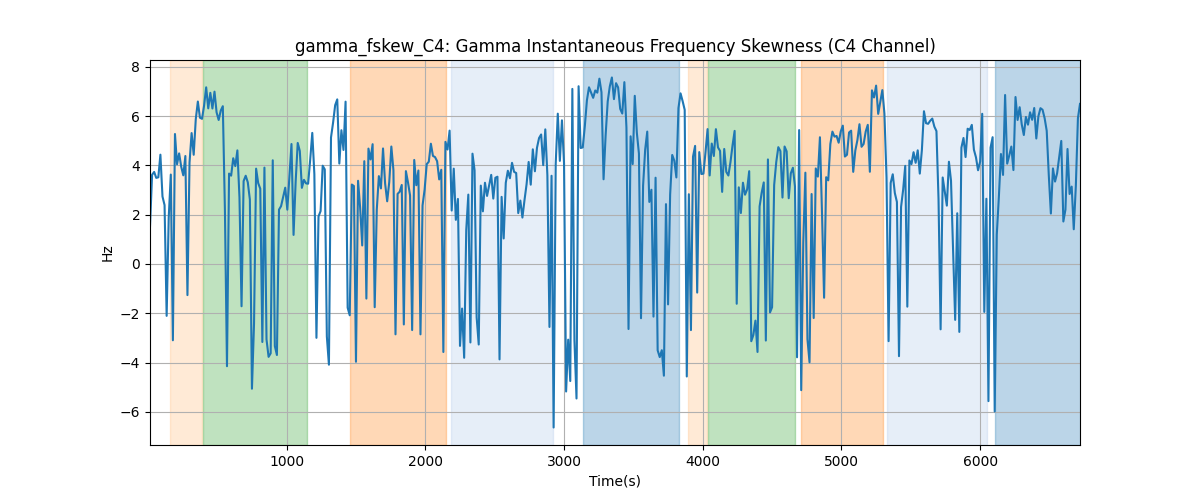 gamma_fskew_C4: Gamma Instantaneous Frequency Skewness (C4 Channel)
8
6
4
2
0
−2
−4
−6
Hz
1000 2000 3000 4000 5000 6000
Time(s)